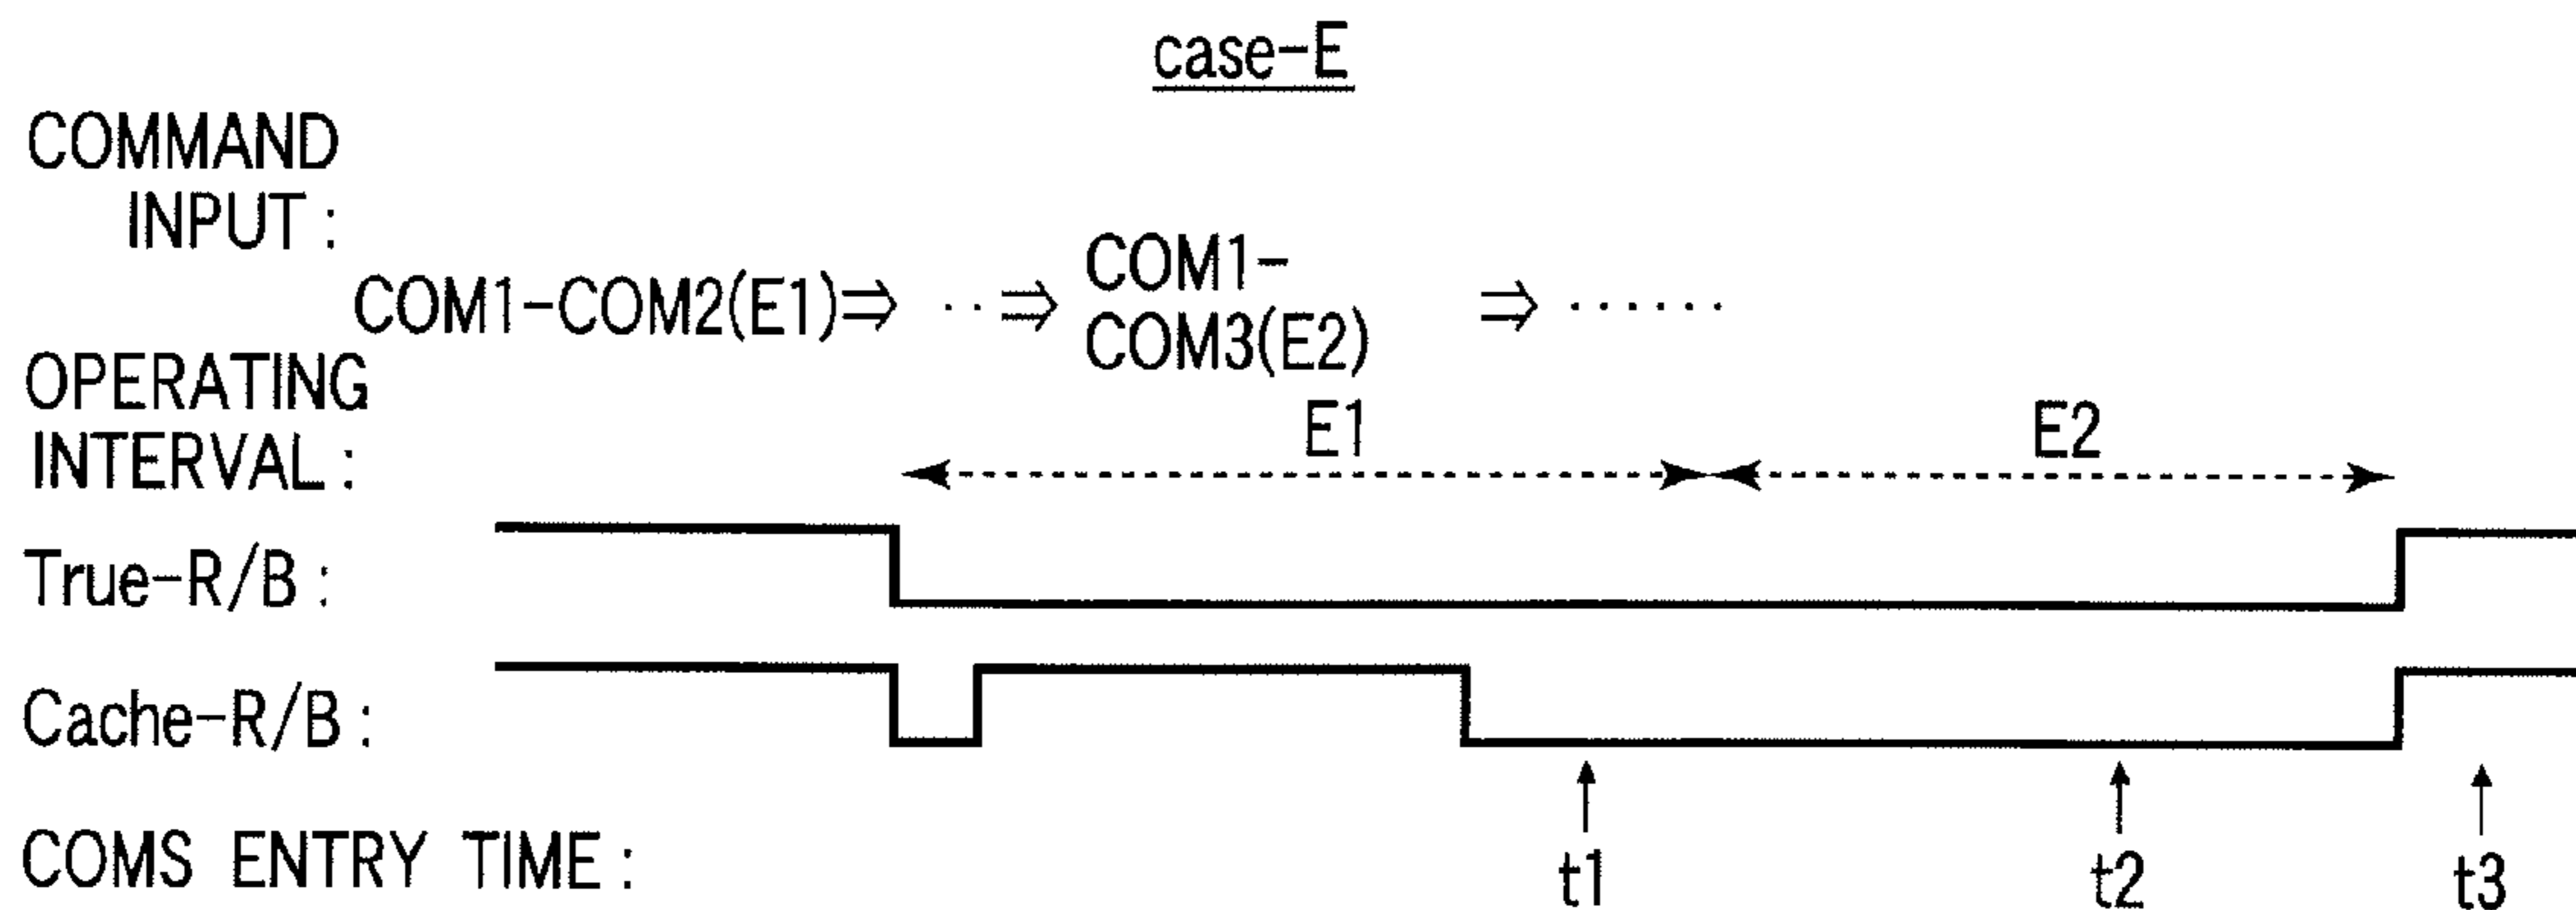 case-E
COMMAND
INPUT :
COM1-COM2(E1)⇒ ‥⇒ COM1-
COM3(E2) ⇒ ······
OPERATING
INTERVAL :
E1 E2
True-R/B :
Cache-R/B :
COMS ENTRY TIME : t1 t2 t3